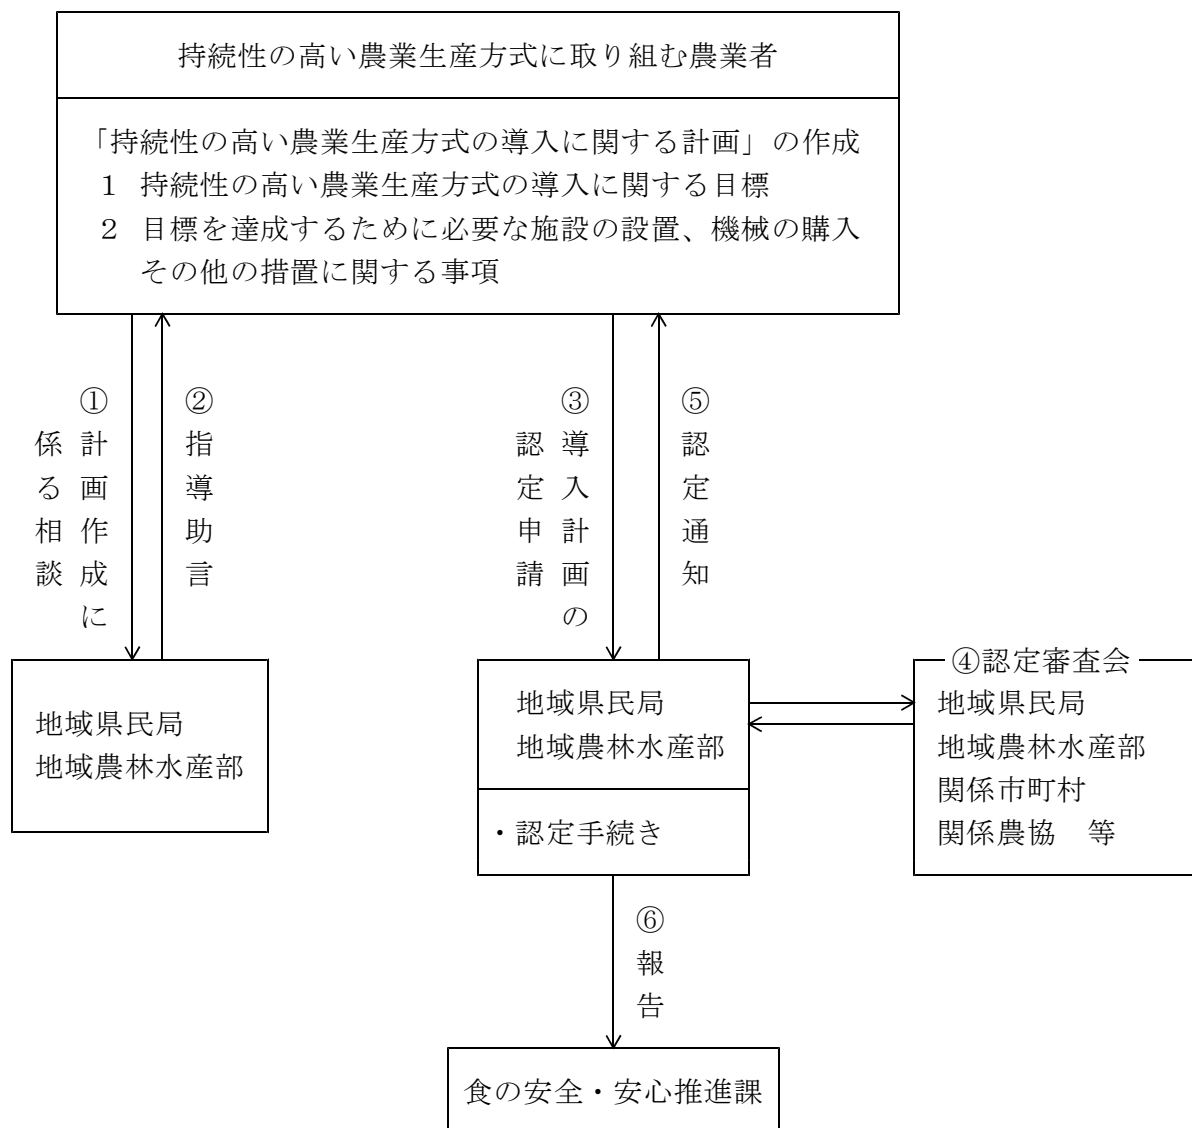 持続性の高い農業生産方式に取り組む農業者
「持続性の高い農業生産方式の導入に関する計画」の作成
1 持続性の高い農業生産方式の導入に関する目標
2 目標を達成するために必要な施設の設置、機械の購入
その他の措置に関する事項
①計画作成に
係る相談
②指導助言
③導入計画の
認定申請
⑤認定通知
地域県民局
地域農林水産部
地域県民局
地域農林水産部
・認定手続き
④認定審査会
地域県民局
地域農林水産部
関係市町村
関係農協　等
⑥報告
食の安全・安心推進課